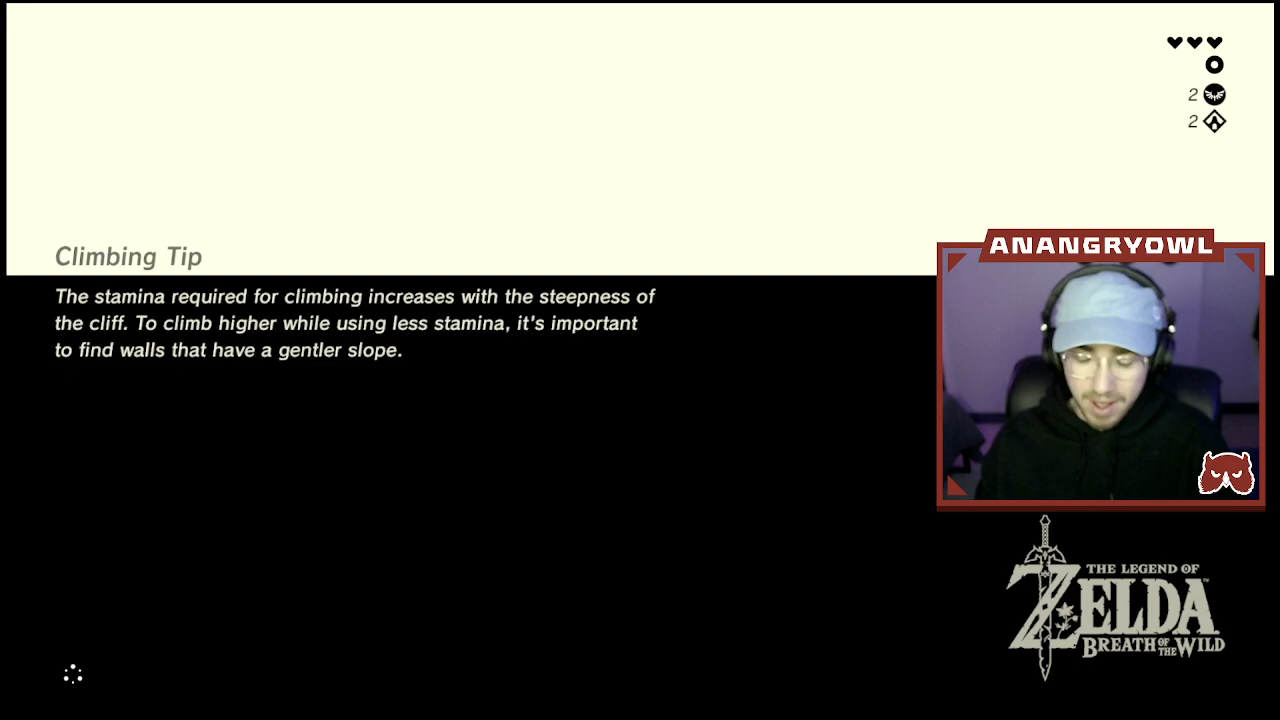 2
2
Climbing Tip
The stamina required for climbing increases with the steepness of
the cliff. To climb higher while using less stamina, it's important
to find walls that have a gentler slope.
ANANGRYOWL
THE LEGEND OF
ZELDA™
BREATH OF THE WILD